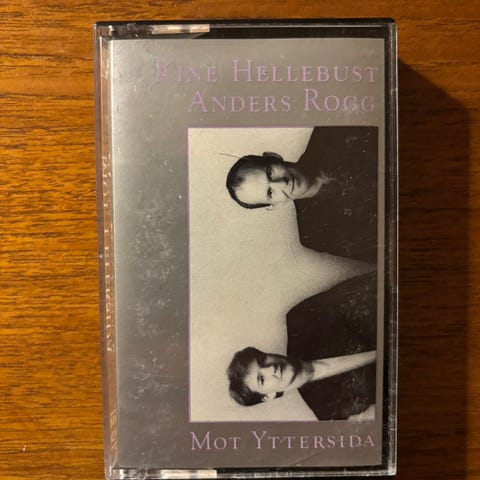 KINE HELLEBUST
ANDERS ROGG
MOT YTTERSIDA